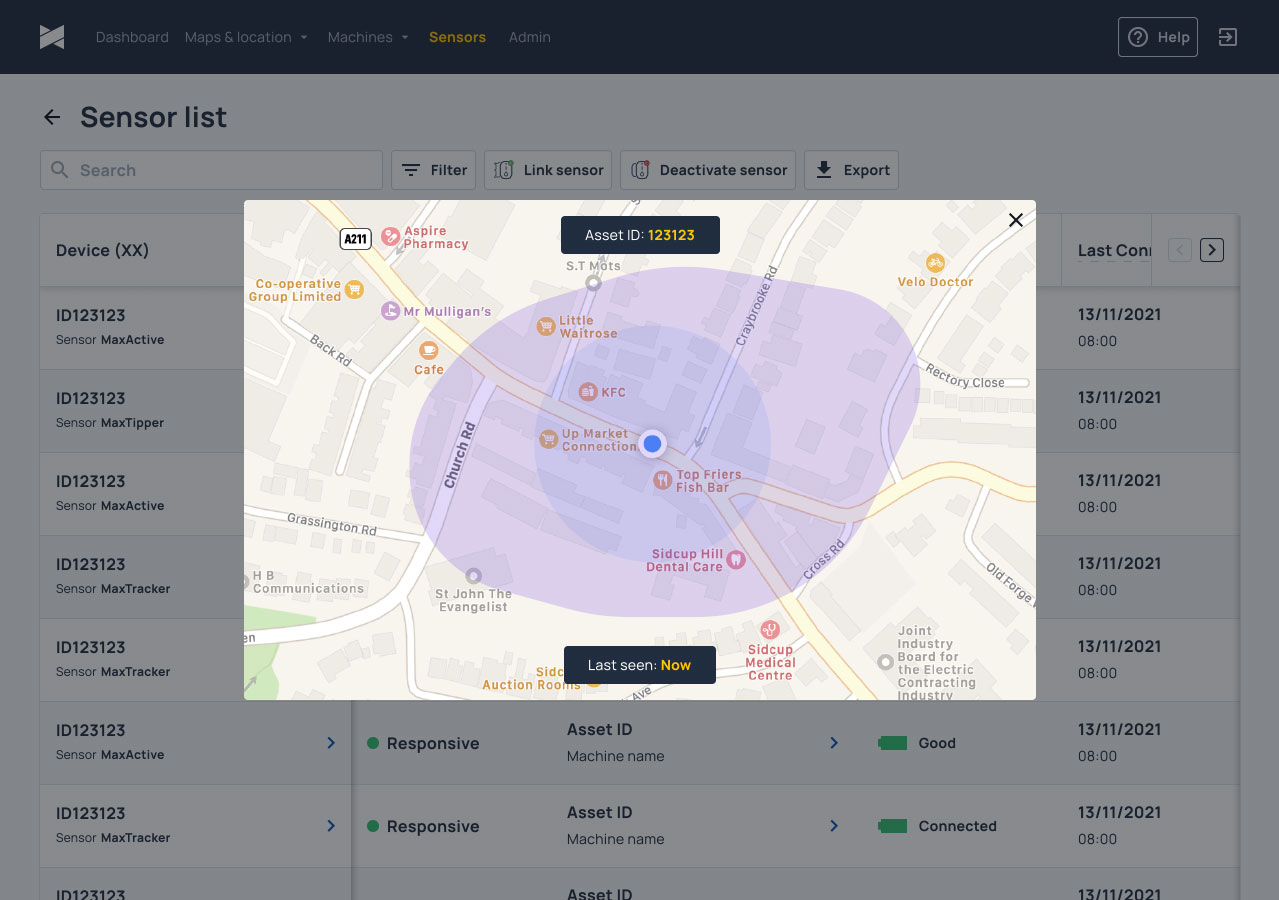 Dashboard
Maps & location
Machines
Sensors
Admin
Help
Sensor list
Search
Filter
Link sensor
Deactivate sensor
Export
Device (XX)
Last Conn
Asset ID: 123123
A211
Aspire
Pharmacy
S.T Mots
Velo Doctor
Co-operative
Group Limited
Mr Mulligan's
Little
Waitrose
Craybrooke Rd
Back Rd
Cafe
Rectory Close
KFC
Church Rd
Up Market
Connection
Top Friers
Fish Bar
Grassington Rd
Sidcup Hill
Dental Care
Cross Rd
Old Forge
H B
Communications
St John The
Evangelist
en
Joint
Industry
Board for
the Electric
Contracting
Industry
Sidcup
Medical
Centre
Sidc
Auction Rooms
Ave
Last seen: Now
ID123123
Sensor MaxActive
13/11/2021
08:00
ID123123
Sensor MaxTipper
13/11/2021
08:00
ID123123
Sensor MaxActive
13/11/2021
08:00
ID123123
Sensor MaxTracker
13/11/2021
08:00
ID123123
Sensor MaxTracker
13/11/2021
08:00
ID123123
Sensor MaxActive
Responsive
Asset ID
Machine name
Good
13/11/2021
08:00
ID123123
Sensor MaxTracker
Responsive
Asset ID
Machine name
Connected
13/11/2021
08:00
ID123123
Asset ID
13/11/2021